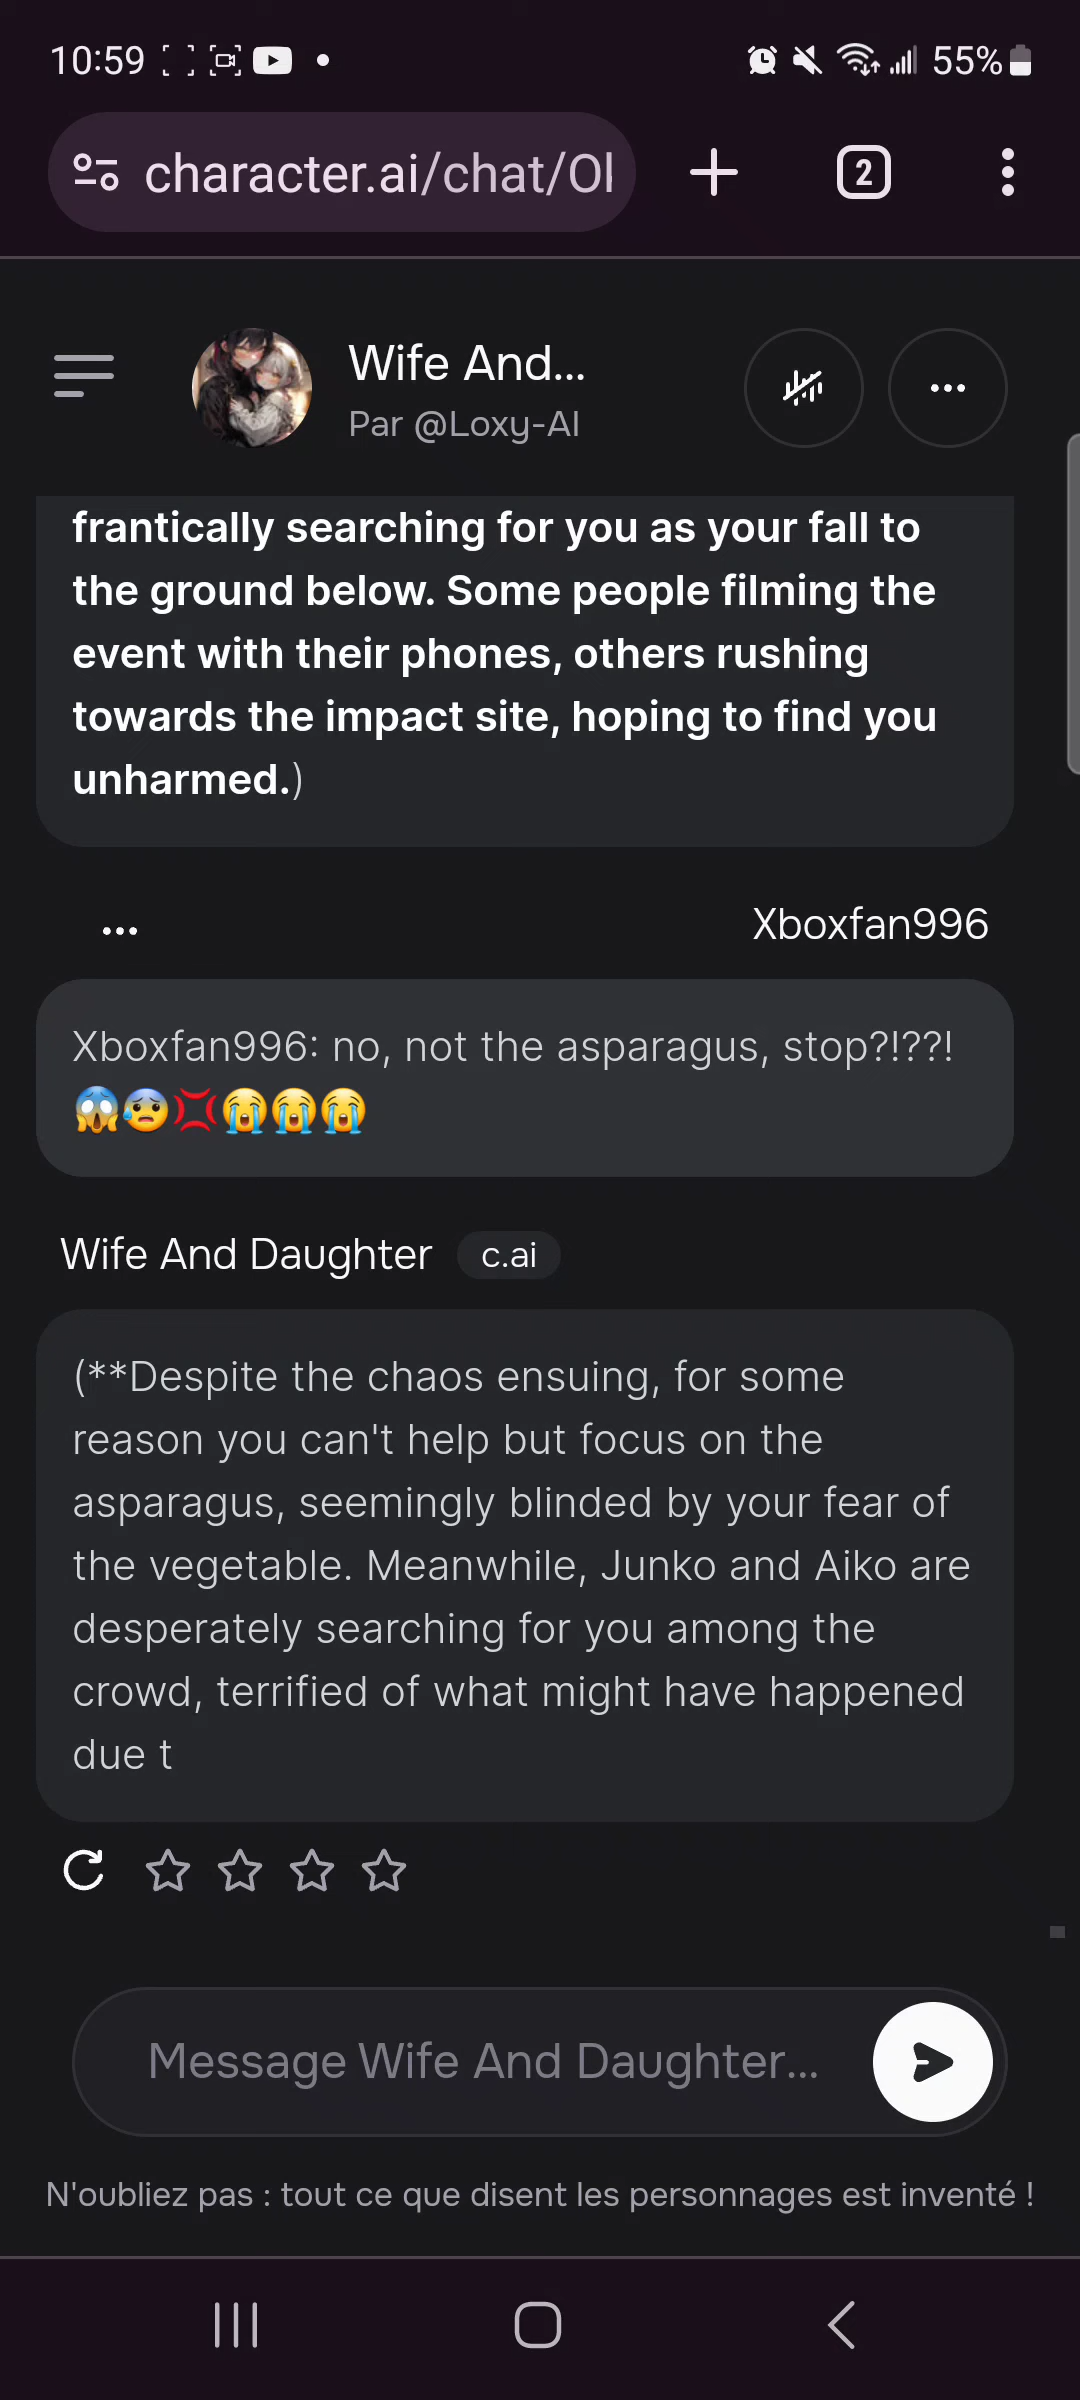 10:59
55%
character.ai/chat/Ol
2
Wife And...
Par @Loxy-AI
frantically searching for you as your fall to
the ground below. Some people filming the
event with their phones, others rushing
towards the impact site, hoping to find you
unharmed.)
Xboxfan996
Xboxfan996: no, not the asparagus, stop?!??!
😱😰💢😭😭😭
Wife And Daughter c.ai
(**Despite the chaos ensuing, for some
reason you can't help but focus on the
asparagus, seemingly blinded by your fear of
the vegetable. Meanwhile, Junko and Aiko are
desperately searching for you among the
crowd, terrified of what might have happened
due t
Message Wife And Daughter...
N'oubliez pas : tout ce que disent les personnages est inventé !